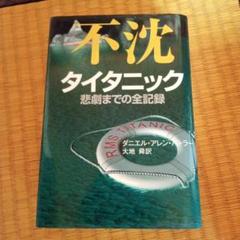 不沈
タイタニック
悲劇までの全記録
ダニエル・アレン・バトラー
大地 舜訳
RMS·TITANIC